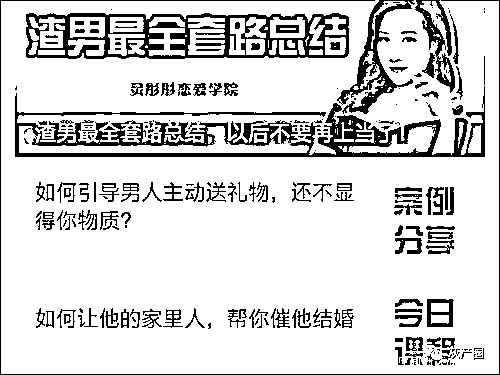 渣男最全套路总结
贝彤彤恋爱学院
渣男最全套路总结，以后不要再上当了
如何引导男人主动送礼物，还不显
得你物质？
案例
分享
如何让他的家里人，帮你催他结婚
今日
课程
灰产圈